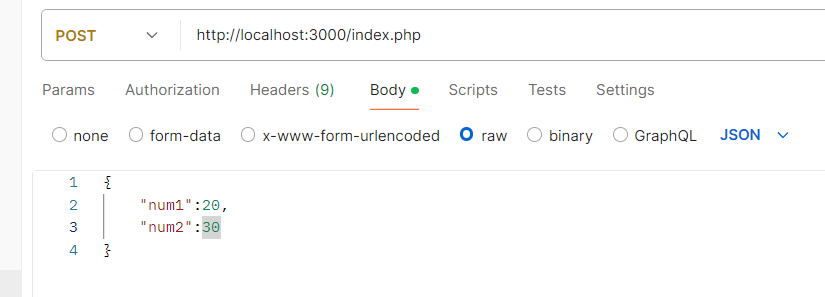 POST http://localhost:3000/index.php
Params Authorization Headers (9) Body Scripts Tests Settings
none form-data x-www-form-urlencoded raw binary GraphQL JSON
1 {
2 "num1":20,
3 "num2":30
4 }